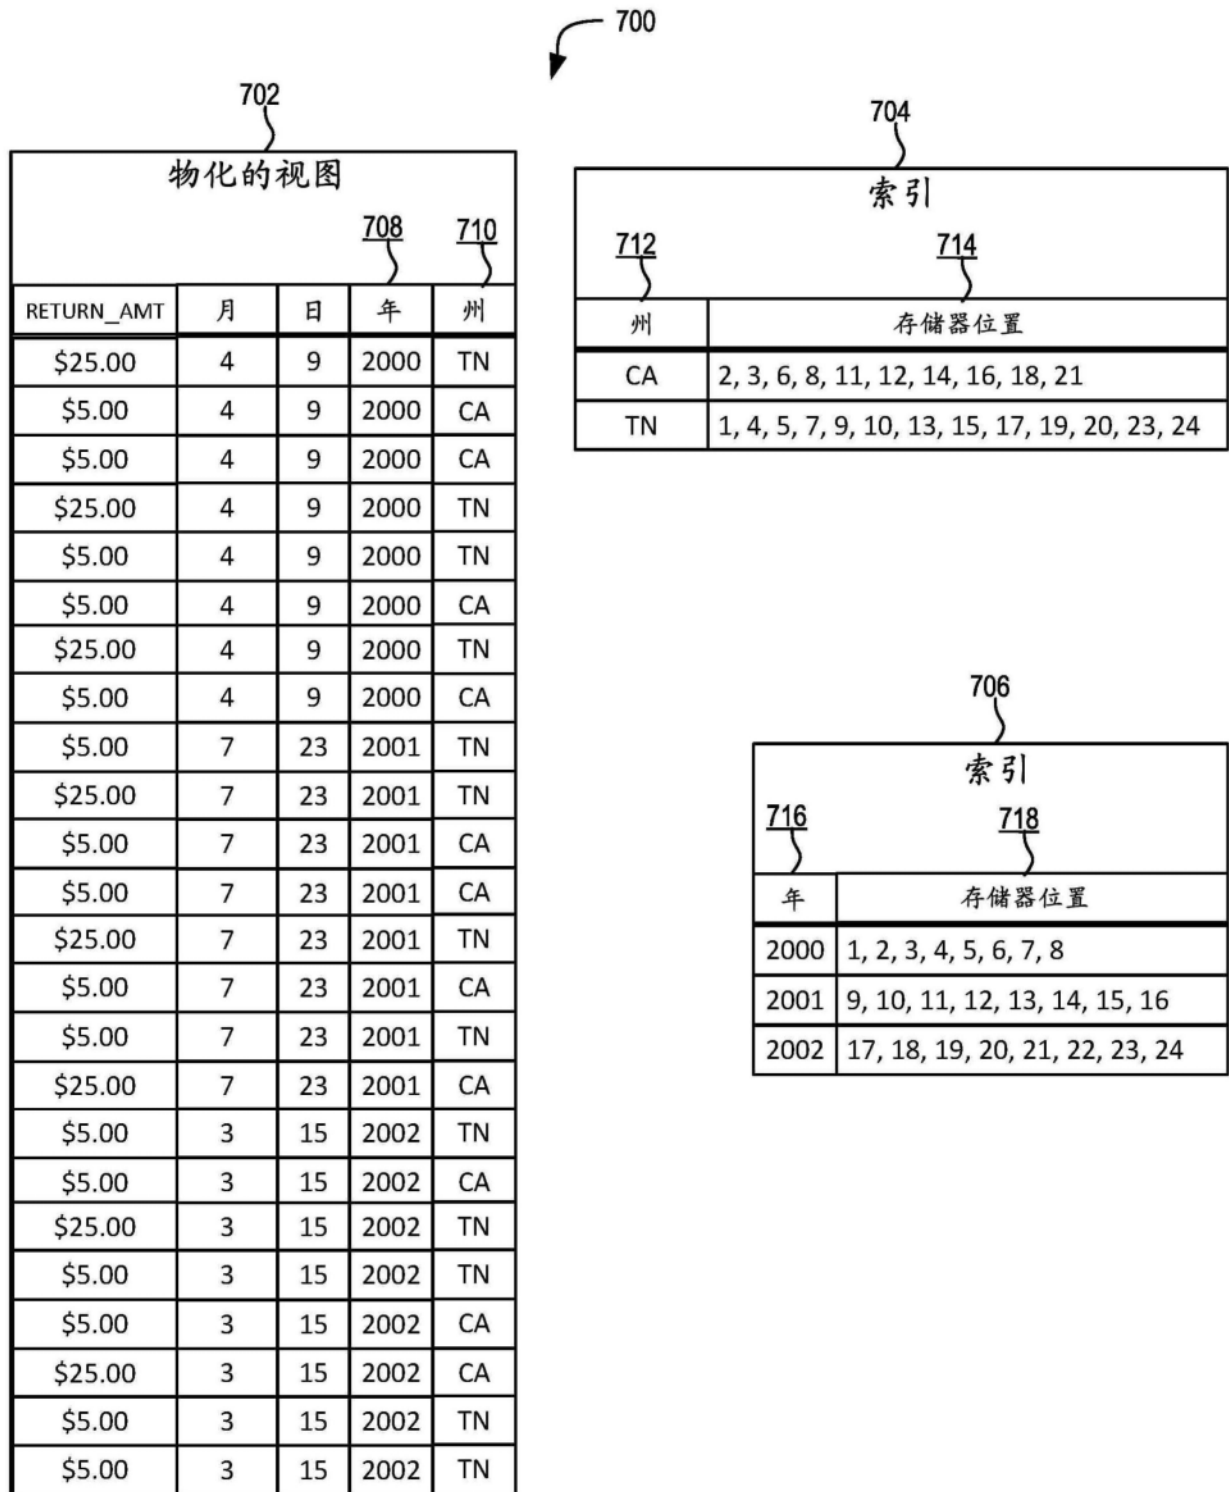 700
702
物化的视图
708 710
RETURN_AMT 月 日 年 州
$25.00 4 9 2000 TN
$5.00 4 9 2000 CA
$5.00 4 9 2000 CA
$25.00 4 9 2000 TN
$5.00 4 9 2000 TN
$5.00 4 9 2000 CA
$25.00 4 9 2000 TN
$5.00 4 9 2000 CA
$5.00 7 23 2001 TN
$25.00 7 23 2001 TN
$5.00 7 23 2001 CA
$5.00 7 23 2001 CA
$25.00 7 23 2001 TN
$5.00 7 23 2001 CA
$5.00 7 23 2001 TN
$25.00 7 23 2001 CA
$5.00 3 15 2002 TN
$5.00 3 15 2002 CA
$25.00 3 15 2002 TN
$5.00 3 15 2002 TN
$5.00 3 15 2002 CA
$25.00 3 15 2002 CA
$5.00 3 15 2002 TN
$5.00 3 15 2002 TN
704
索引
712 714
州 存储器位置
CA 2, 3, 6, 8, 11, 12, 14, 16, 18, 21
TN 1, 4, 5, 7, 9, 10, 13, 15, 17, 19, 20, 23, 24
706
索引
716 718
年 存储器位置
2000 1, 2, 3, 4, 5, 6, 7, 8
2001 9, 10, 11, 12, 13, 14, 15, 16
2002 17, 18, 19, 20, 21, 22, 23, 24